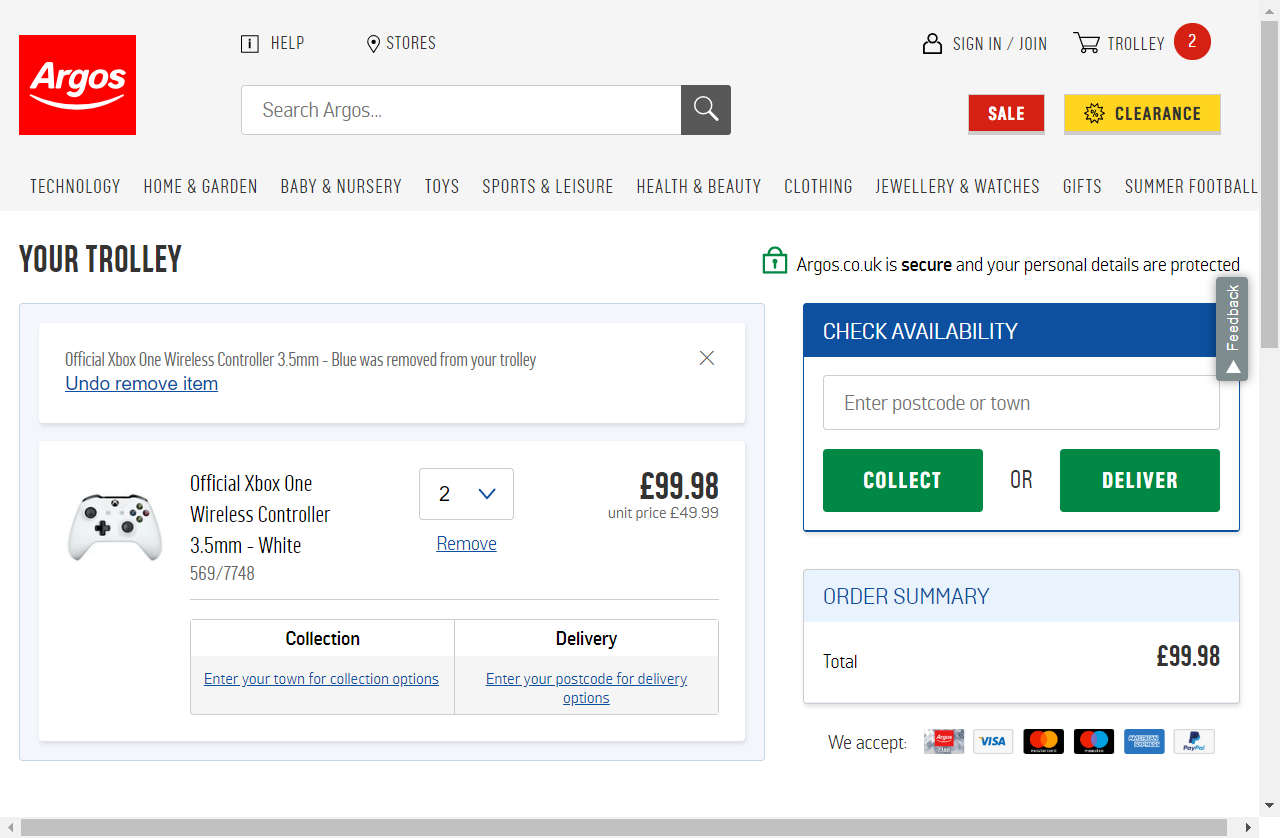 HELP
STORES
SIGN IN / JOIN
TROLLEY
2
Argos
Search Argos...
SALE
CLEARANCE
TECHNOLOGY
HOME & GARDEN
BABY & NURSERY
TOYS
SPORTS & LEISURE
HEALTH & BEAUTY
CLOTHING
JEWELLERY & WATCHES
GIFTS
SUMMER FOOTBALL
YOUR TROLLEY
Argos.co.uk is secure and your personal details are protected
Feedback
Official Xbox One Wireless Controller 3.5mm - Blue was removed from your trolley
Undo remove item
Official Xbox One
Wireless Controller
3.5mm - White
569/7748
2
Remove
£99.98
unit price £49.99
Collection
Delivery
Enter your town for collection options
Enter your postcode for delivery
options
CHECK AVAILABILITY
Enter postcode or town
COLLECT
OR
DELIVER
ORDER SUMMARY
Total
£99.98
We accept:
Argos
VISA
mastercard
maestro
AMERICAN
EXPRESS
PayPal